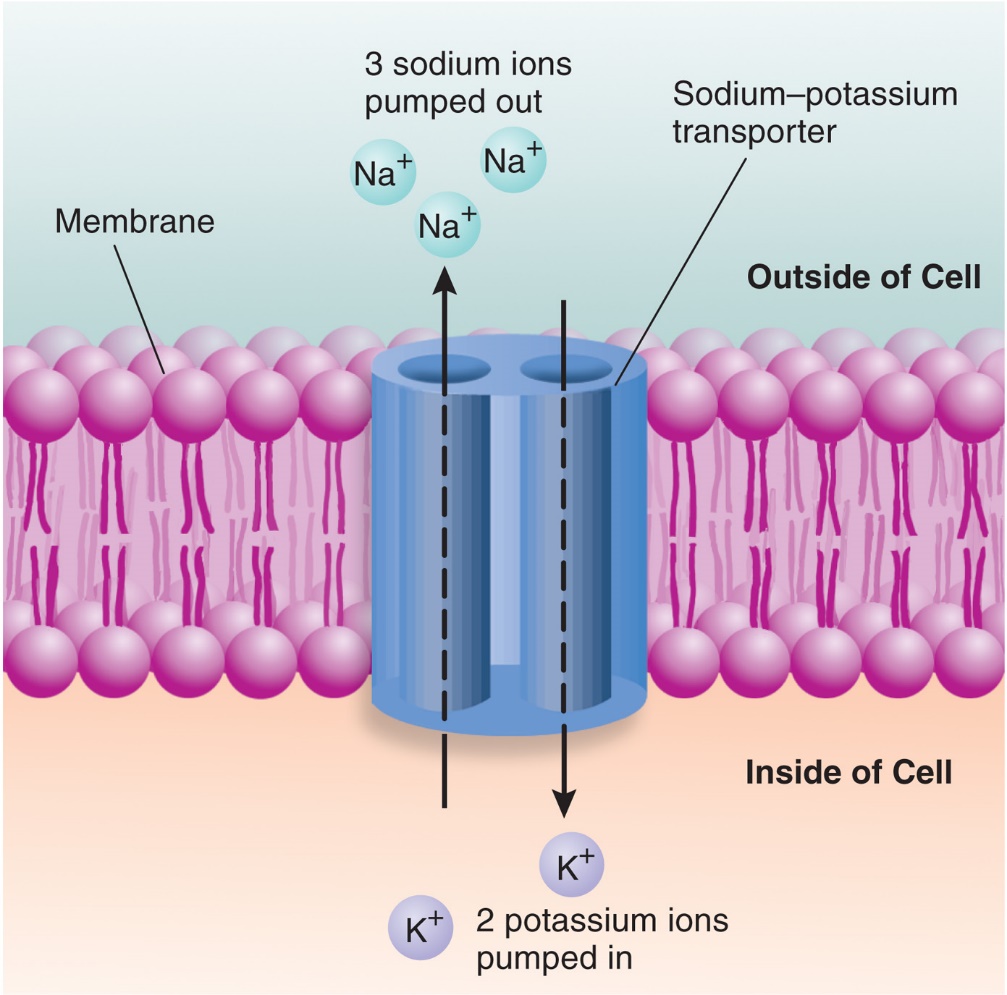 3 sodium ions
pumped out
Sodium–potassium
transporter
Na⁺
Na⁺
Na⁺
Membrane
Outside of Cell
Inside of Cell
K⁺
K⁺
2 potassium ions
pumped in